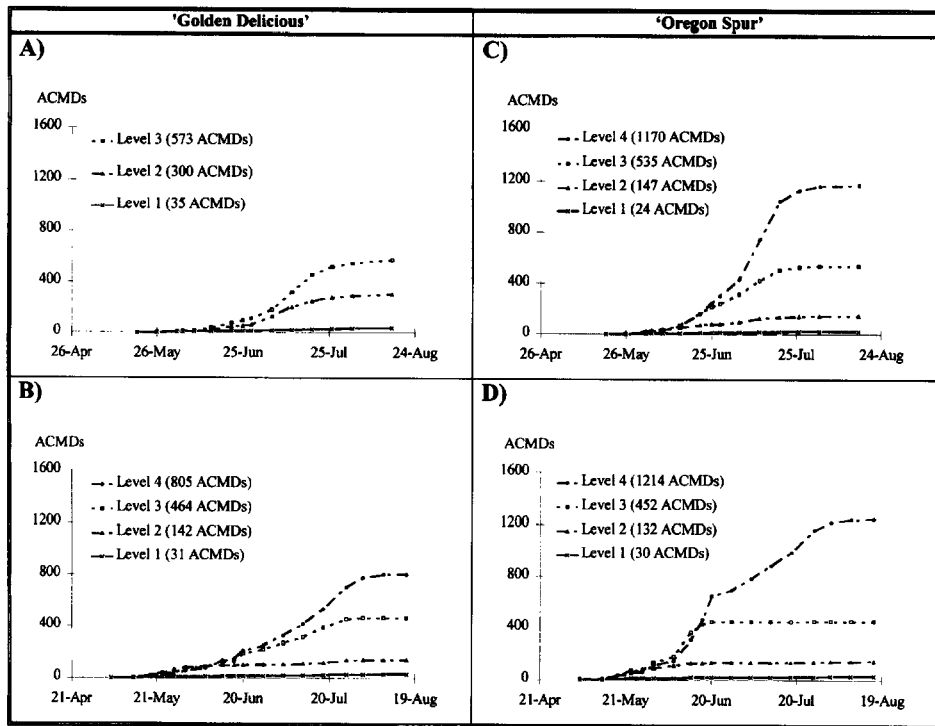 'Golden Delicious'
'Oregon Spur'
A)
ACMDs
1600
1200
800
400
0
Level 3 (573 ACMDs)
Level 2 (300 ACMDs)
Level 1 (35 ACMDs)
26-Apr 26-May 25-Jun 25-Jul 24-Aug
C)
ACMDs
1600
1200
800
400
0
Level 4 (1170 ACMDs)
Level 3 (535 ACMDs)
Level 2 (147 ACMDs)
Level 1 (24 ACMDs)
26-Apr 26-May 25-Jun 25-Jul 24-Aug
B)
ACMDs
1600
1200
800
400
0
Level 4 (805 ACMDs)
Level 3 (464 ACMDs)
Level 2 (142 ACMDs)
Level 1 (31 ACMDs)
21-Apr 21-May 20-Jun 20-Jul 19-Aug
D)
ACMDs
1600
1200
800
400
0
Level 4 (1214 ACMDs)
Level 3 (452 ACMDs)
Level 2 (132 ACMDs)
Level 1 (30 ACMDs)
21-Apr 21-May 20-Jun 20-Jul 19-Aug